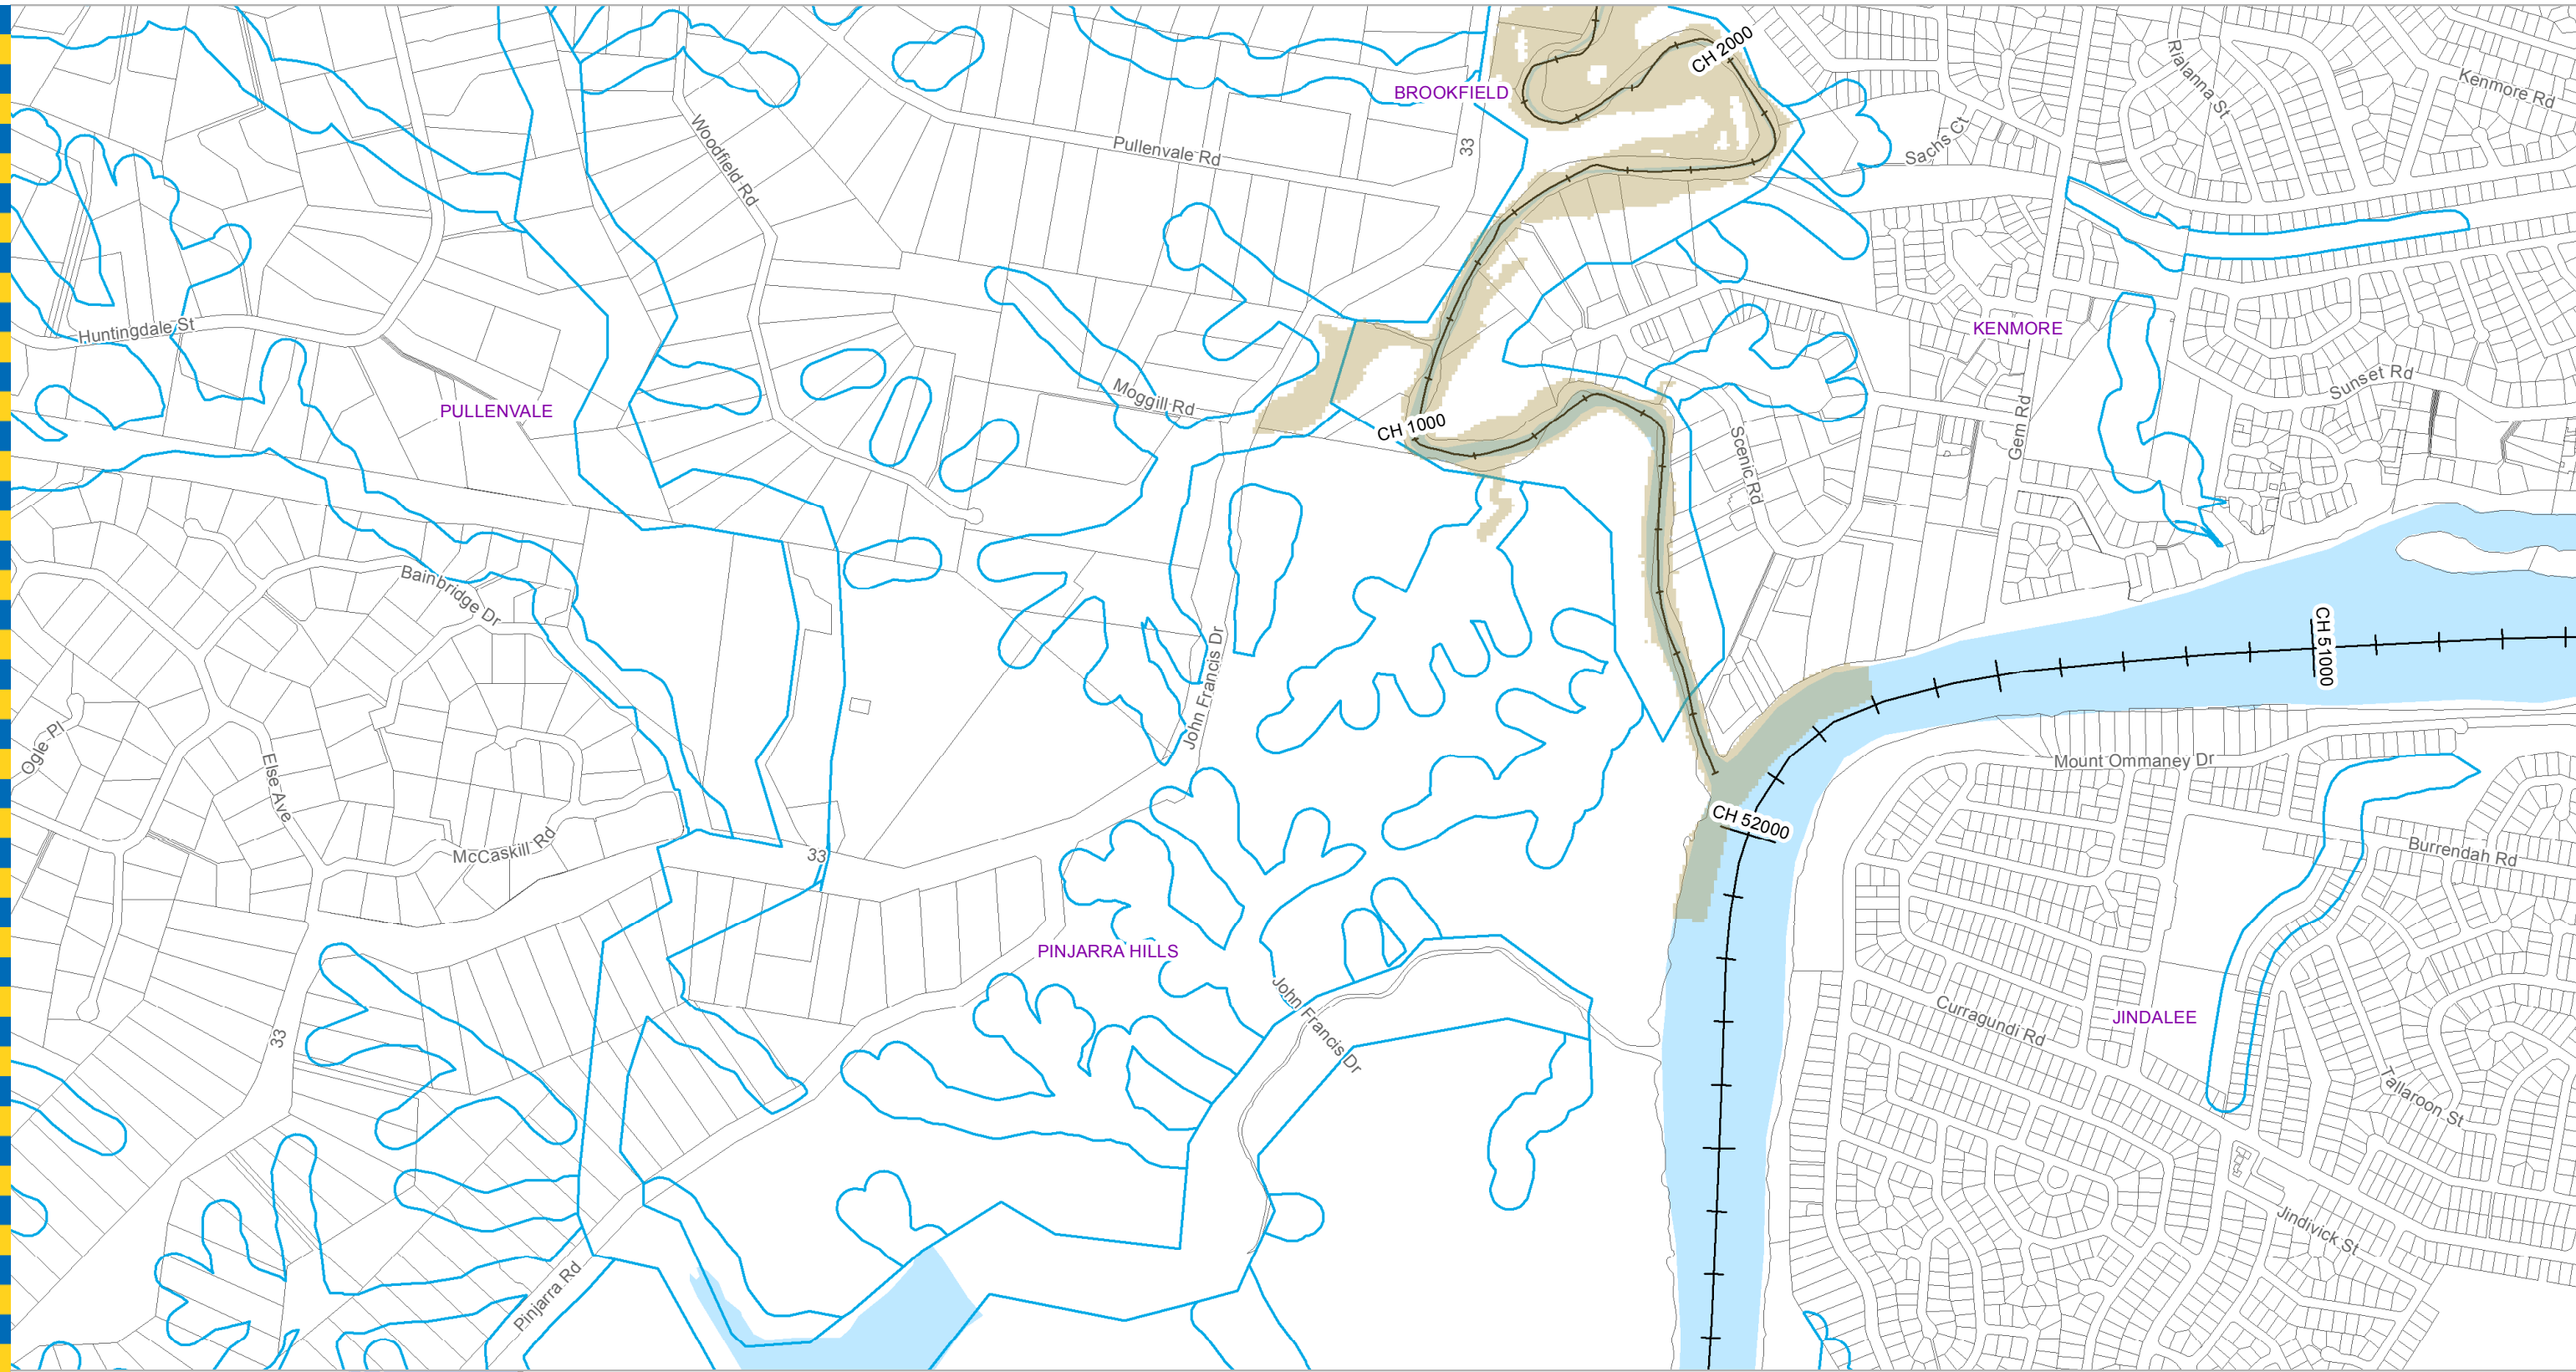 CH 2000
Rialanna St
Kenmore Rd
BROOKFIELD
33
Pullenvale Rd
Woodfield Rd
Sachs Ct
Huntingdale St
KENMORE
PULLENVALE
Moggill Rd
CH 1000
Sunset Rd
Gem Rd
Scenic Rd
Bainbridge Dr
John Francis Dr
CH 51000
Ogle Pl
Else Ave
Mount Ommaney Dr
CH 52000
McCaskill Rd
33
Burrendah Rd
PINJARRA HILLS
John Francis Dr
33
Curragundi Rd
JINDALEE
Tallaroon St
Jindivick St
Pinjarra Rd